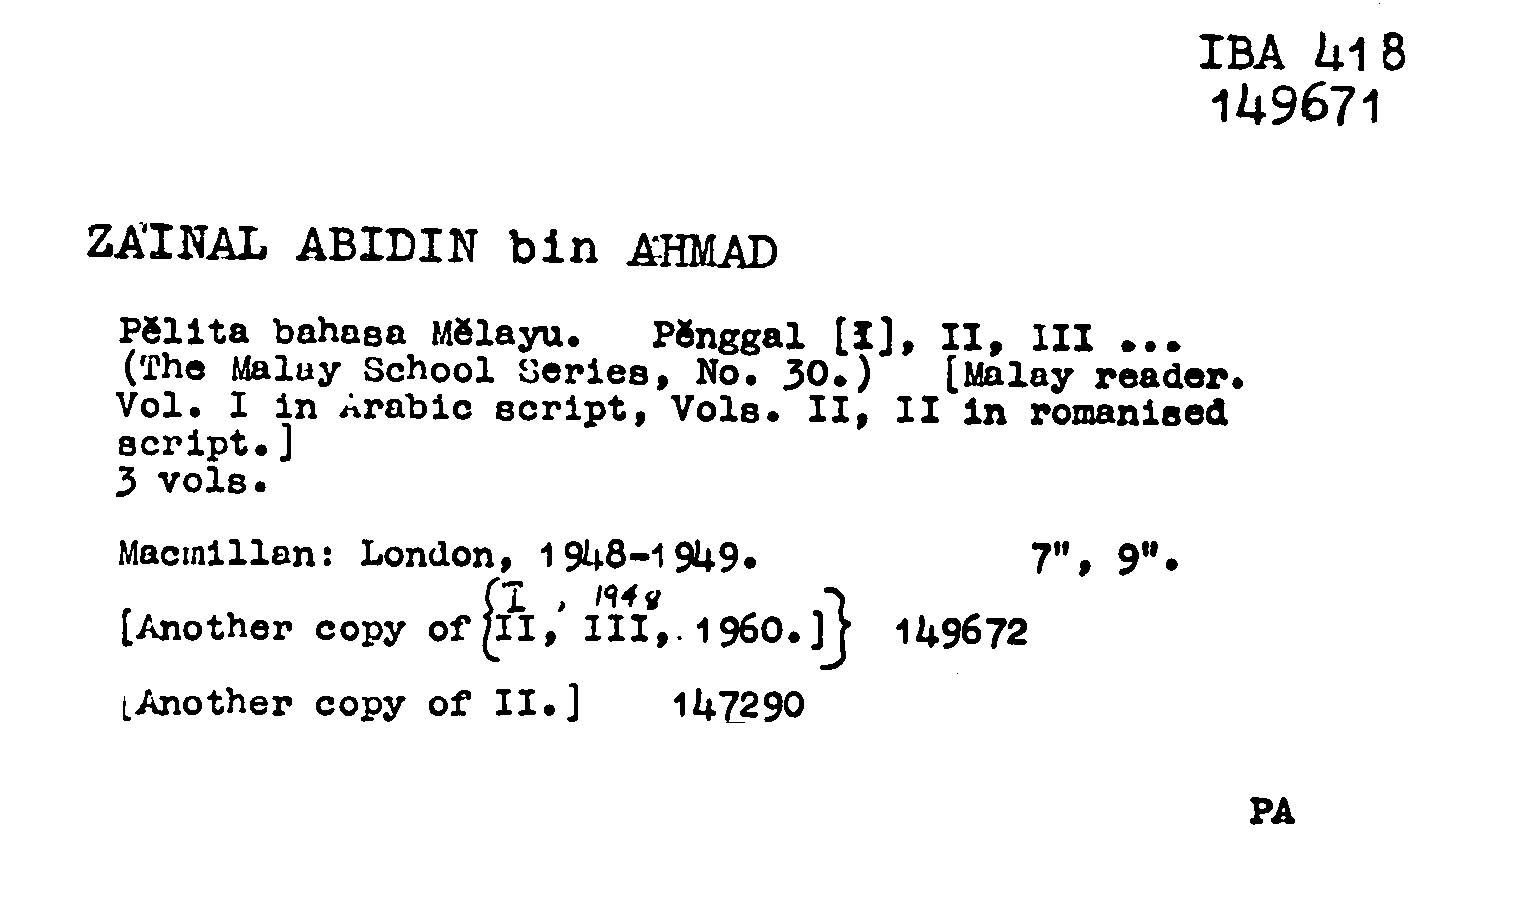 IBA 418
149671
ZA'INAL ABIDIN bin AHMAD
Pĕlita bahasa Mĕlayu. Pĕnggal [I], II, III ...
(The Malay School Series, No. 30.) [Malay reader.
Vol. I in Arabic script, Vols. II, II in romanised
script.]
3 vols.
Macmillan: London, 1948-1949. 7", 9".
I , 1948
[Another copy of {II, III, 1960.]} 149672
[Another copy of II.] 147290
PA